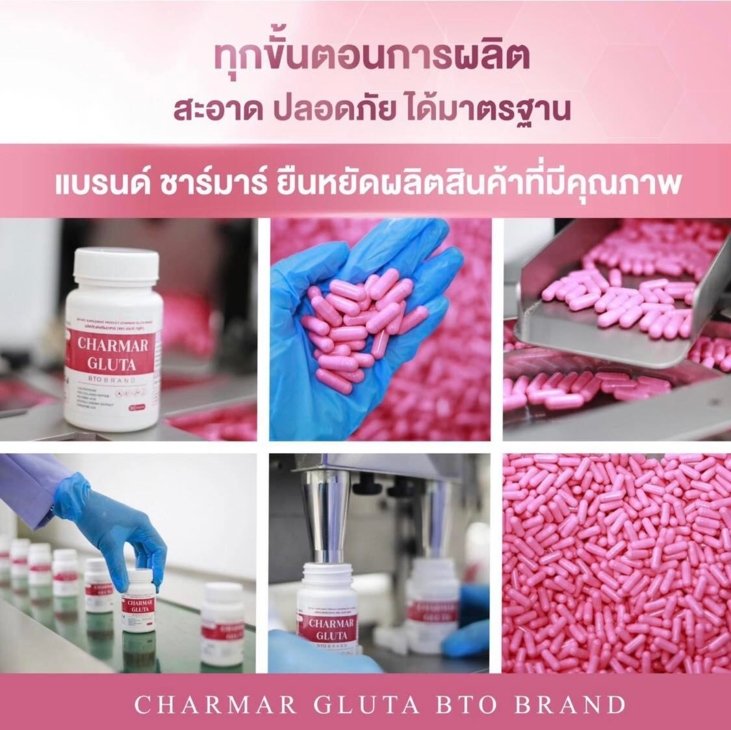 ทุกขั้นตอนการผลิต
สะอาด ปลอดภัย ได้มาตรฐาน
แบรนด์ ชาร์มาร์ ยืนหยัดผลิตสินค้าที่มีคุณภาพ
CHARMAR
GLUTA
BTO BRAND
CHARMAR
GLUTA
CHARMAR
GLUTA
BTO BRAND
CHARMAR GLUTA BTO BRAND